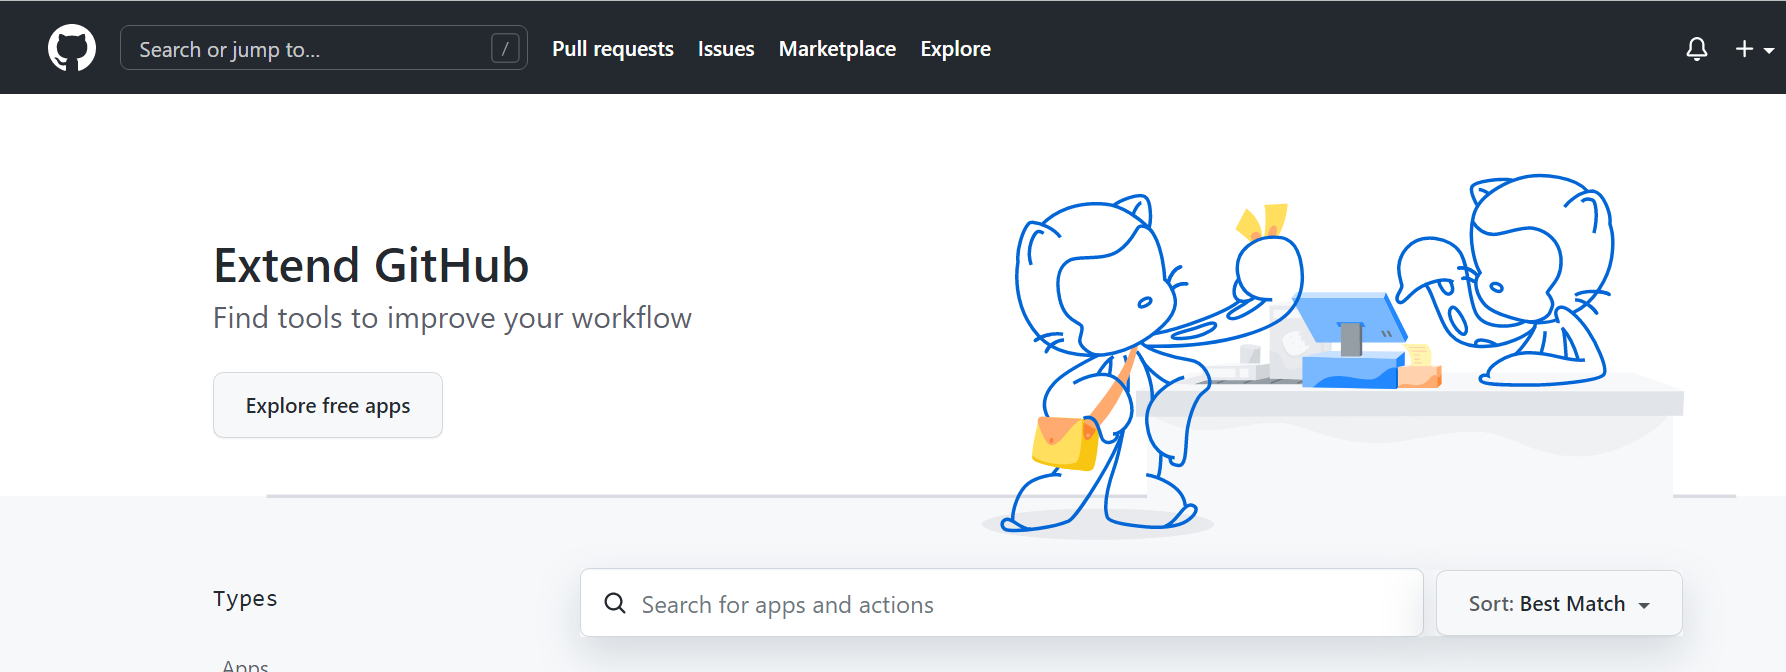 Search or jump to...
/
Pull requests
Issues
Marketplace
Explore
Extend GitHub
Find tools to improve your workflow
Explore free apps
Types
Search for apps and actions
Sort: Best Match
Apps